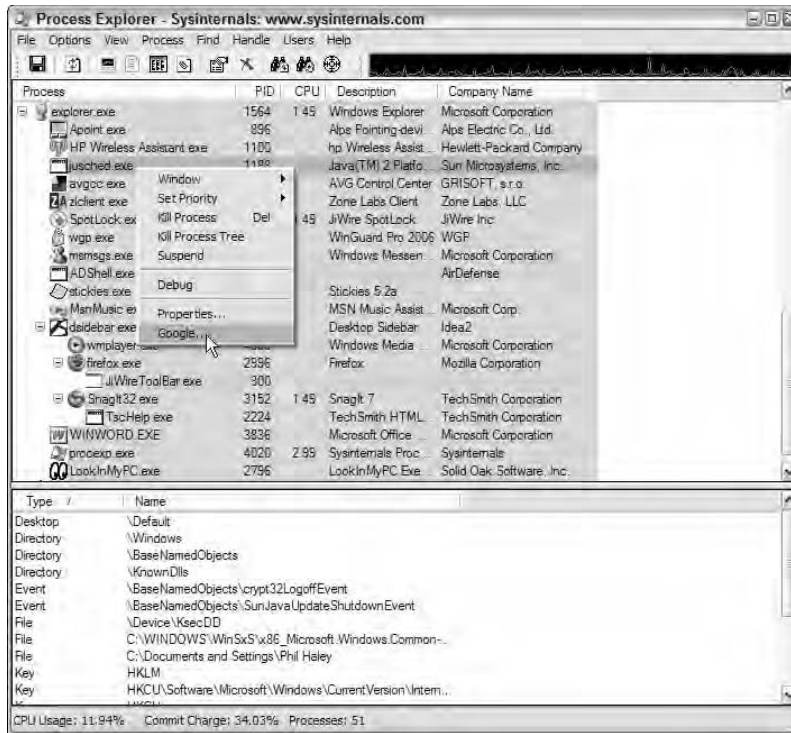 Process Explorer - Sysinternals: www.sysinternals.com
File Options View Process Find Handle Users Help
Process PID CPU Description Company Name
explorer.exe 1564 1.49 Windows Explorer Microsoft Corporation
Apoint.exe 896 Alps Pointing-devi... Alps Electric Co., Ltd.
HP Wireless Assistant.exe 1100 hp Wireless Assist... Hewlett-Packard Company
jusched.exe 1188 Java(TM) 2 Platfo... Sun Microsystems, Inc.
avgcc.exe AVG Control Center GRISOFT, s.r.o.
zlclient.exe Zone Labs Client Zone Labs, LLC
SpotLock.ex 1.49 JiWire SpotLock JiWire Inc
wgp.exe WinGuard Pro 2006 WGP
msmsgs.exe Windows Messen... Microsoft Corporation
ADShell.exe AirDefense
stickies.exe Stickies 5.2a
MsnMusic.ex MSN Music Assist... Microsoft Corp.
dsidebar.exe Desktop Sidebar Idea2
wmplayer.exe Windows Media ... Microsoft Corporation
firefox.exe 2996 Firefox Mozilla Corporation
JiWireToolBar.exe 300
SnagIt32.exe 3152 1.49 SnagIt 7 TechSmith Corporation
TscHelp.exe 2224 TechSmith HTML... TechSmith Corporation
WINWORD.EXE 3836 Microsoft Office ... Microsoft Corporation
procexp.exe 4020 2.99 Sysinternals Proc... Sysinternals
LookInMyPC.exe 2796 LookInMyPC Exe... Solid Oak Software, Inc.
Window
Set Priority
Kill Process Del
Kill Process Tree
Suspend
Debug
Properties...
Google...
Type Name
Desktop \Default
Directory \Windows
Directory \BaseNamedObjects
Directory \KnownDlls
Event \BaseNamedObjects\crypt32LogoffEvent
Event \BaseNamedObjects\SunJavaUpdateShutdownEvent
File \Device\KsecDD
File C:\WINDOWS\WinSxS\x86_Microsoft.Windows.Common-...
File C:\Documents and Settings\Phil Haley
Key HKLM
Key HKCU\Software\Microsoft\Windows\CurrentVersion\Intern...
CPU Usage: 11.94% Commit Charge: 34.03% Processes: 51